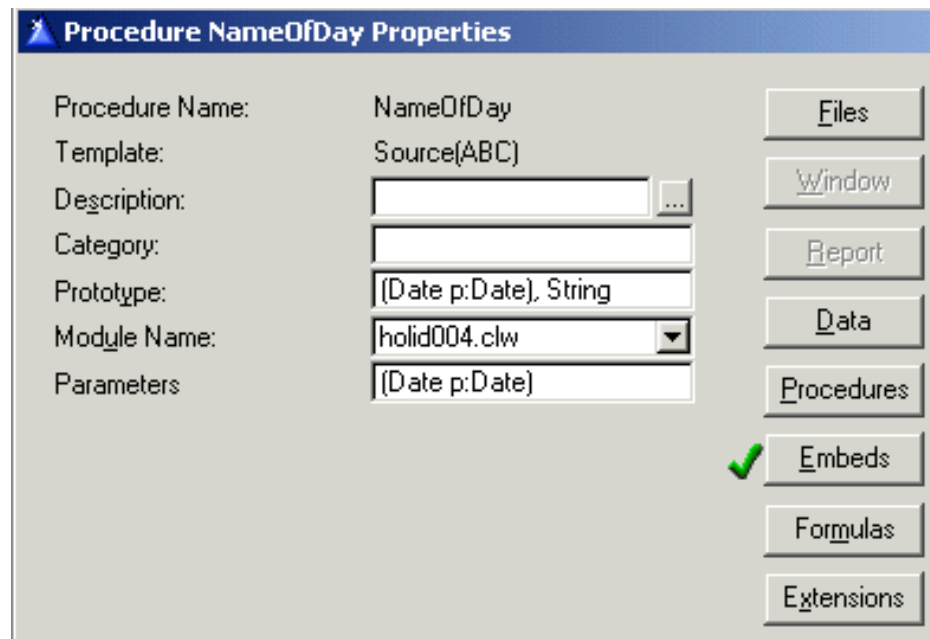 Procedure NameOfDay Properties
Procedure Name: NameOfDay
Files
Template: Source(ABC)
Window
Description: ...
Category:
Report
Prototype: (Date p:Date), String
Data
Module Name: holid004.clw
Parameters (Date p:Date)
Procedures
Embeds
Formulas
Extensions